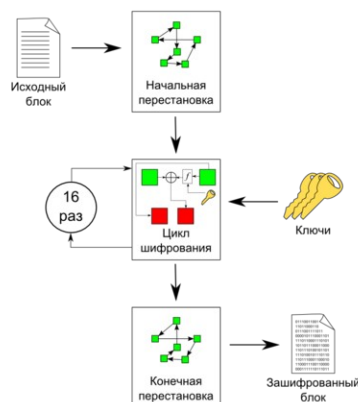 Исходный
блок
Начальная
перестановка
16
раз
f
Цикл
шифрования
Ключи
Конечная
перестановка
Зашифрованный
блок